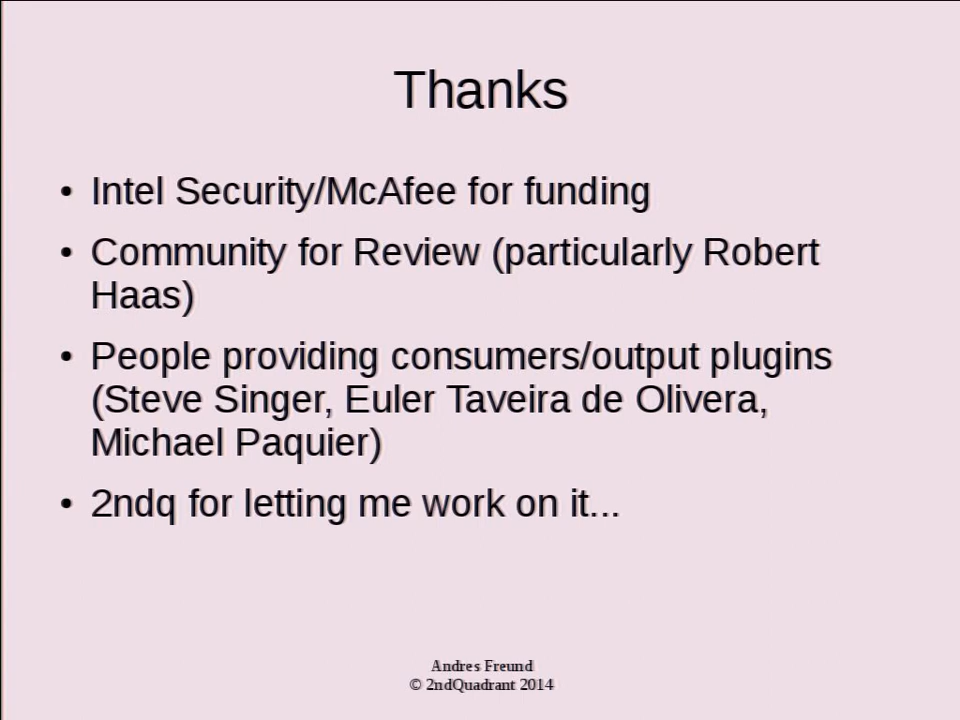 Thanks
• Intel Security/McAfee for funding
• Community for Review (particularly Robert
Haas)
• People providing consumers/output plugins
(Steve Singer, Euler Taveira de Olivera,
Michael Paquier)
• 2ndq for letting me work on it...
Andres Freund
© 2ndQuadrant 2014